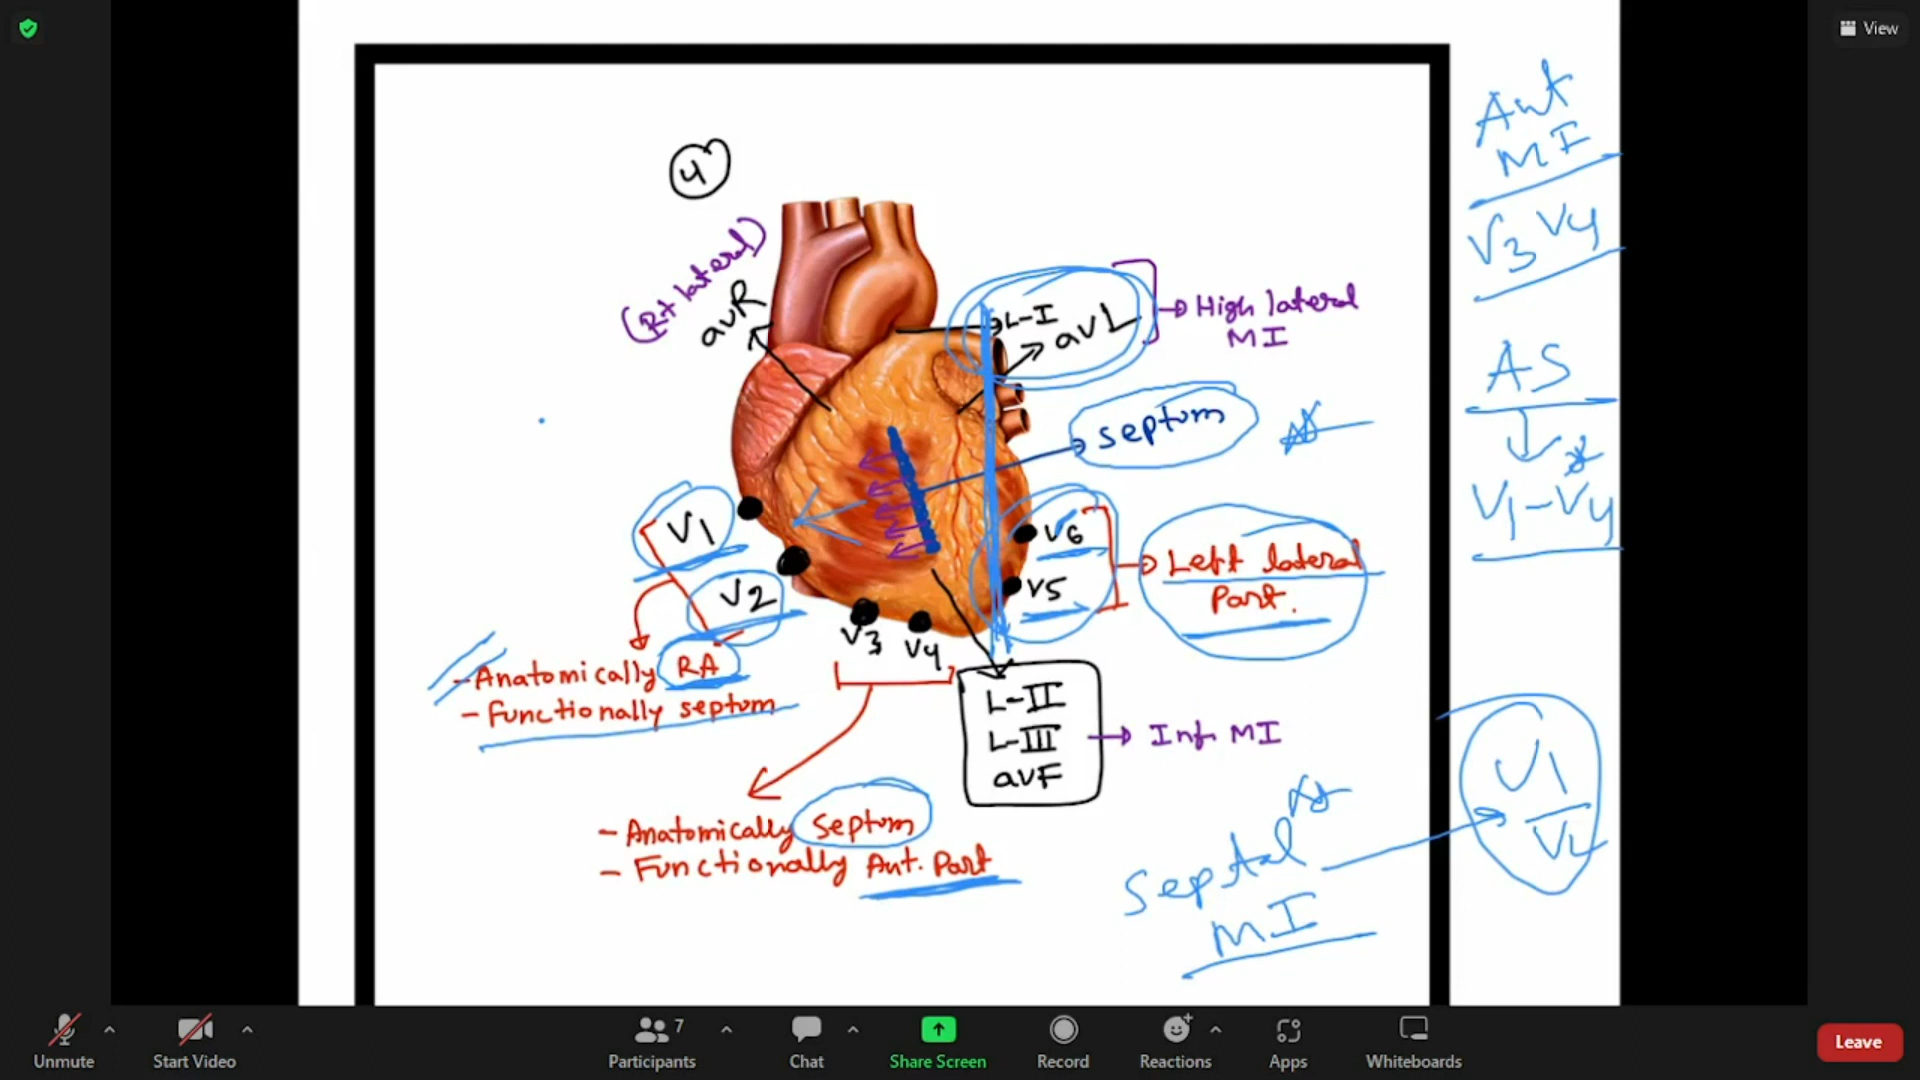 View
4
(Rt lateral)
avR
L-I
avL
High lateral
MI
septum
V1
V2
V3
V4
V6
V5
Left lateral
Part.
- Anatomically RA
- Functionally septum
L-II
L-III
avF
Inf. MI
- Anatomically Septum
- Functionally Ant. Part
Septal
MI
Ant
MI
V3 V4
AS
V1-V4
V1
Unmute
Start Video
Participants
7
Chat
Share Screen
Record
Reactions
Apps
Whiteboards
Leave